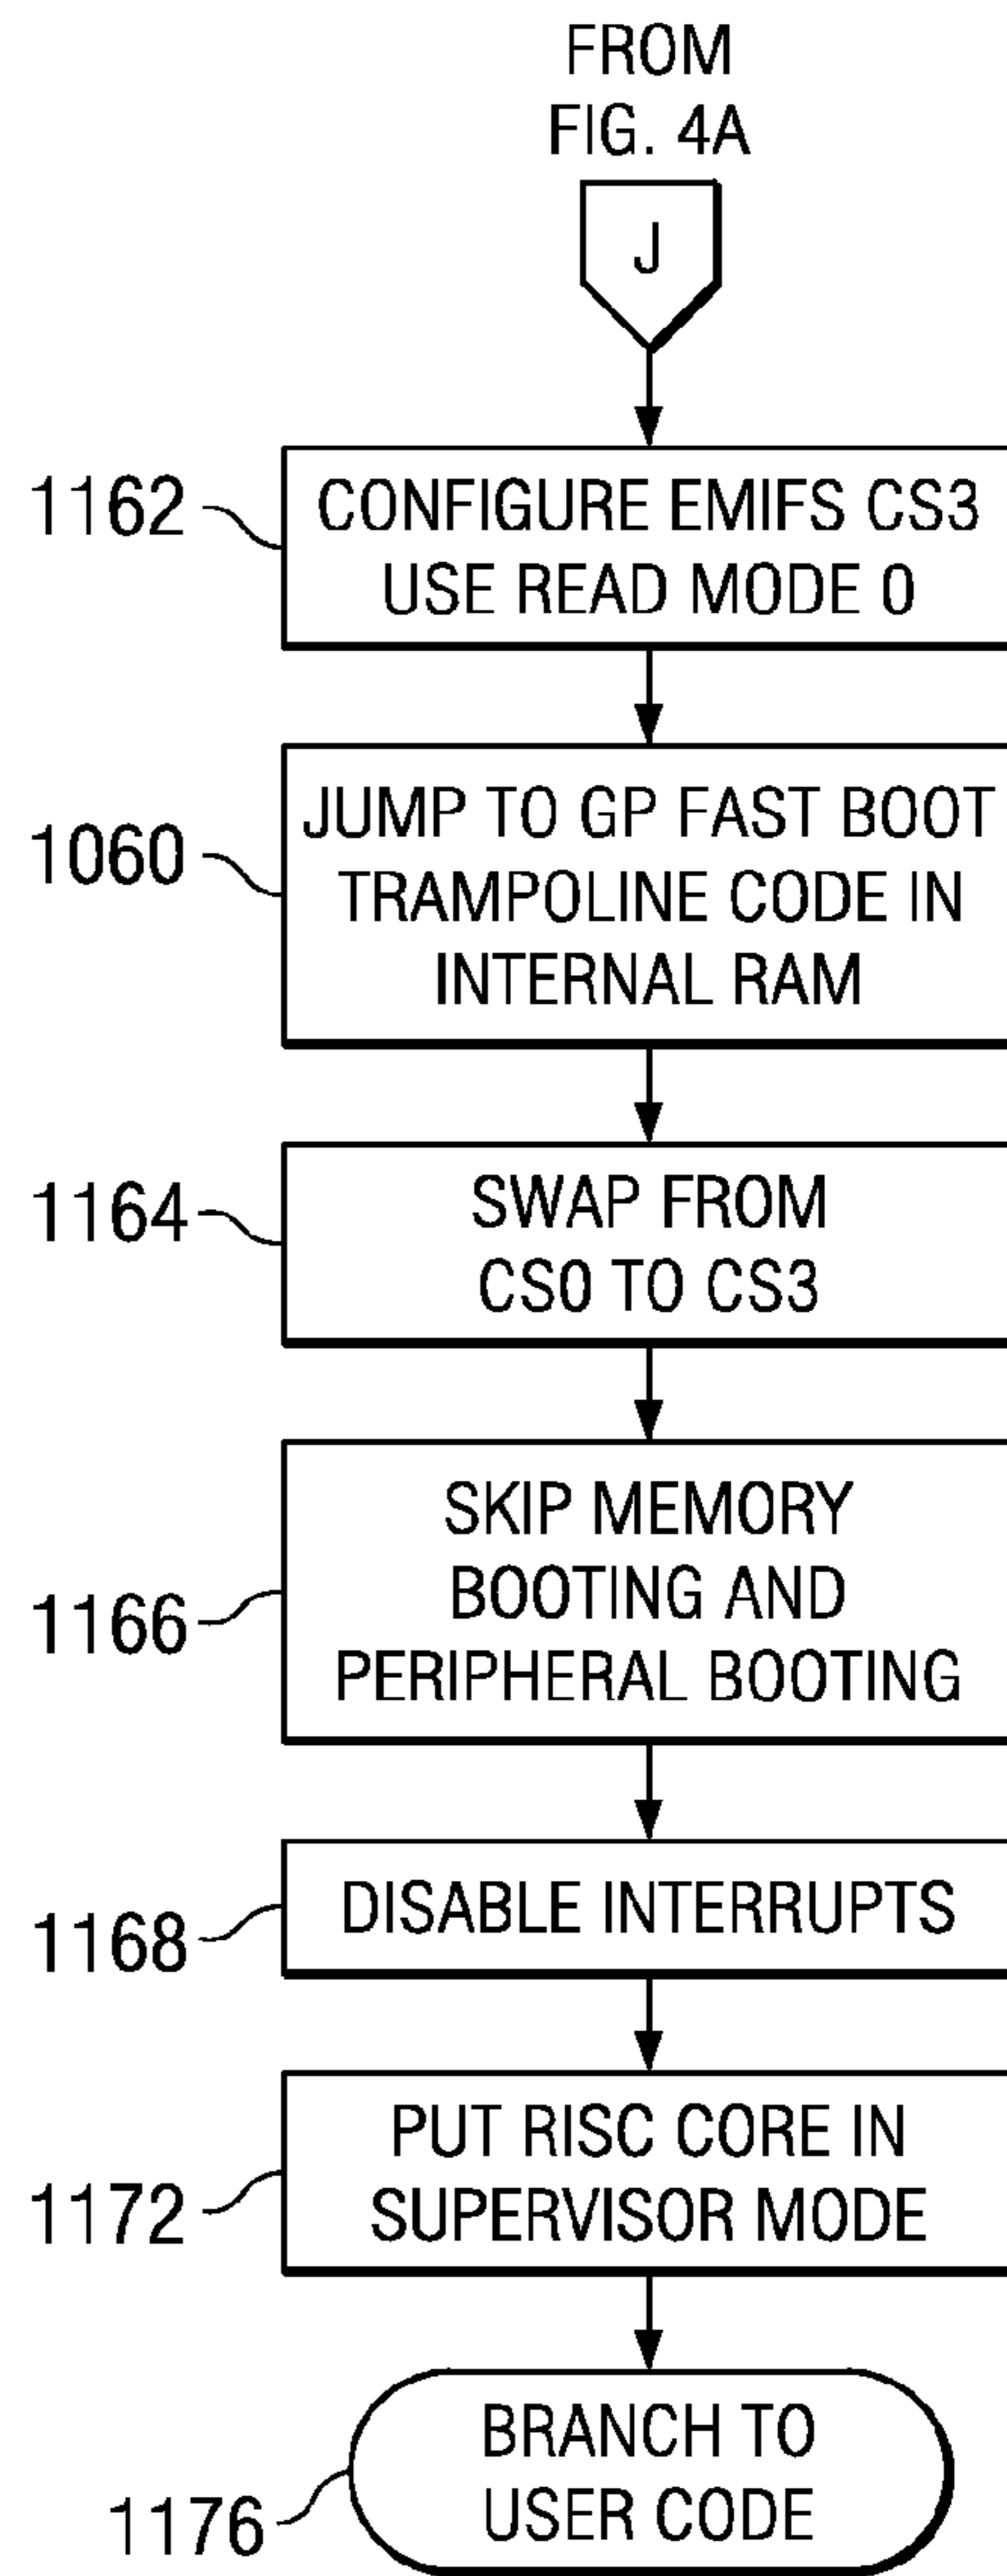 FROM
FIG. 4A
J
1162
CONFIGURE EMIFS CS3
USE READ MODE 0
1060
JUMP TO GP FAST BOOT
TRAMPOLINE CODE IN
INTERNAL RAM
1164
SWAP FROM
CS0 TO CS3
1166
SKIP MEMORY
BOOTING AND
PERIPHERAL BOOTING
1168
DISABLE INTERRUPTS
1172
PUT RISC CORE IN
SUPERVISOR MODE
1176
BRANCH TO
USER CODE